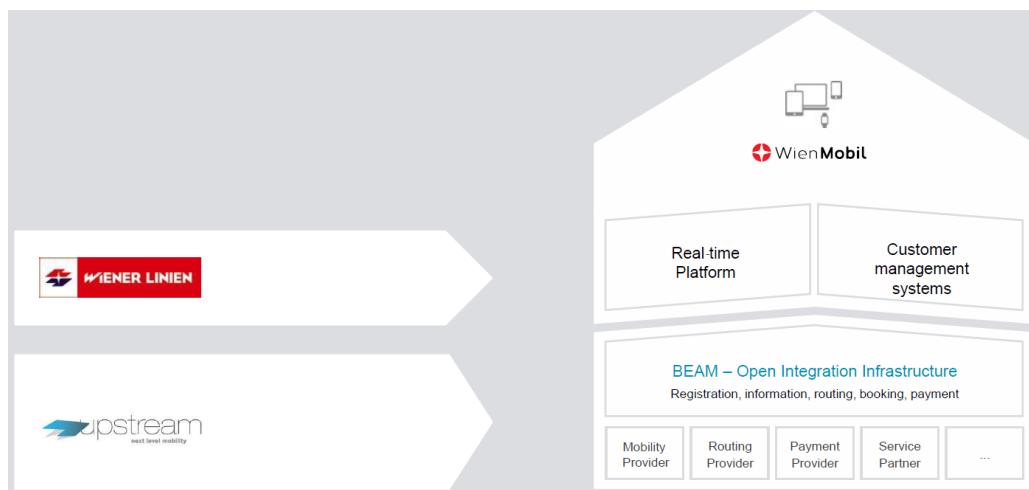 WienMobil
Real-time
Platform
Customer
management
systems
WIENER LINIEN
BEAM – Open Integration Infrastructure
Registration, information, routing, booking, payment
upstream
next level mobility
Mobility
Provider
Routing
Provider
Payment
Provider
Service
Partner
...